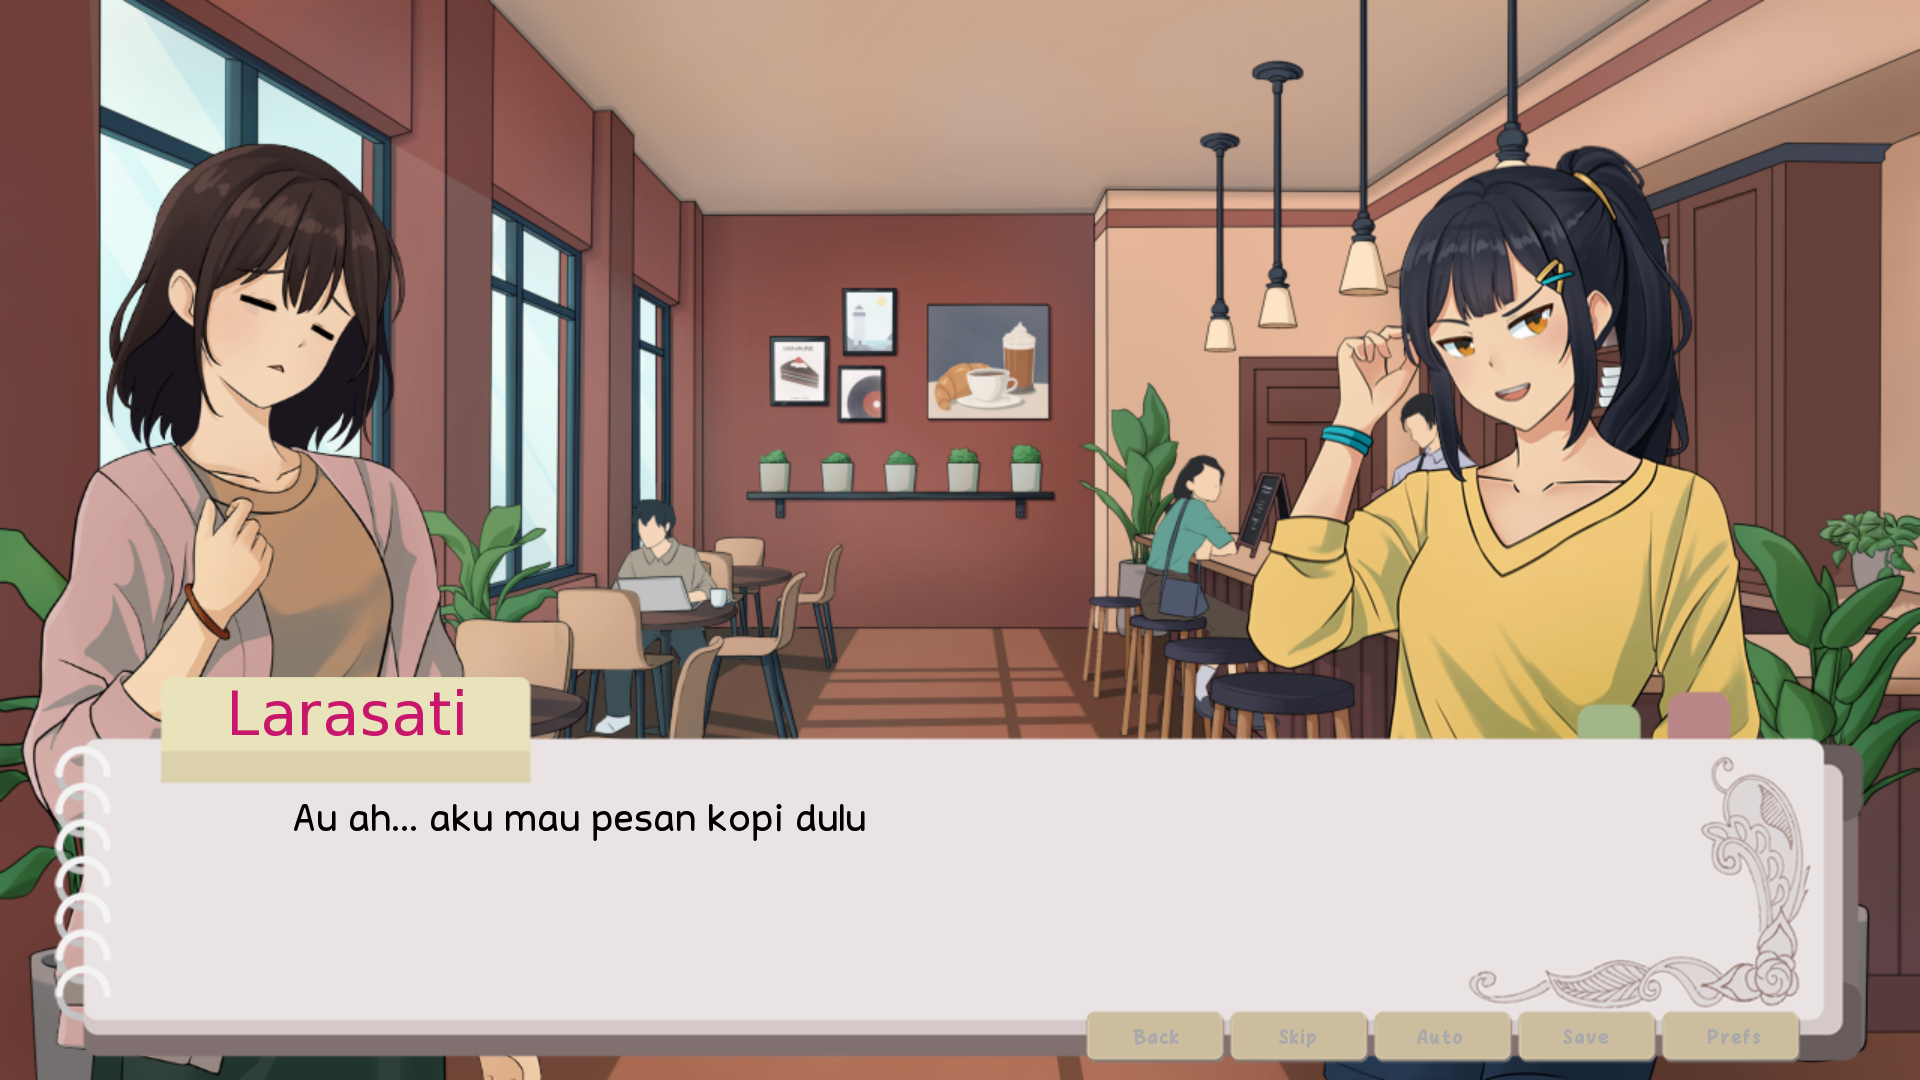 Larasati
Au ah... aku mau pesan kopi dulu
Back
Skip
Auto
Save
Prefs